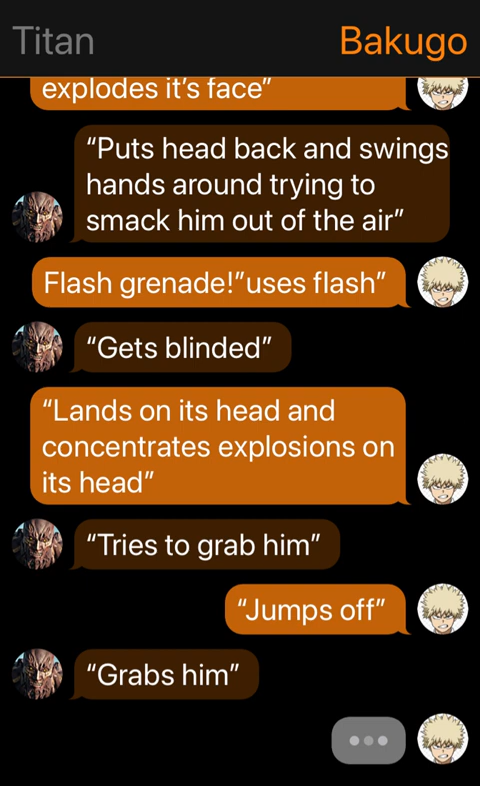 Titan
Bakugo
explodes it’s face”
“Puts head back and swings
hands around trying to
smack him out of the air”
Flash grenade!”uses flash”
“Gets blinded”
“Lands on its head and
concentrates explosions on
its head”
“Tries to grab him”
“Jumps off”
“Grabs him”